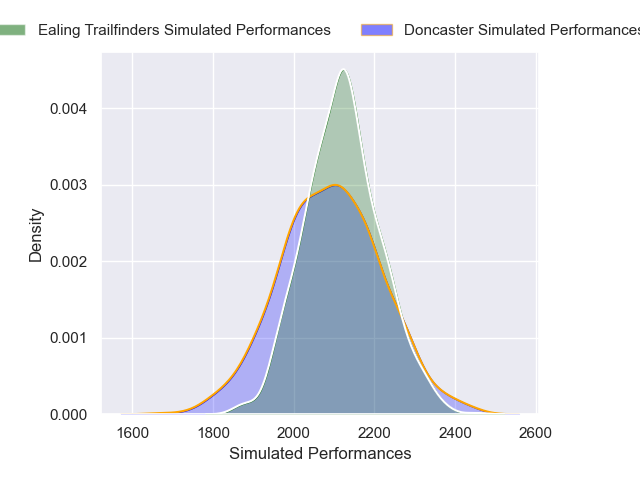 Ealing Trailfinders Simulated Performances
Doncaster Simulated Performances
0.004
0.003
0.002
0.001
0.000
Density
1600 1800 2000 2200 2400 2600
Simulated Performances